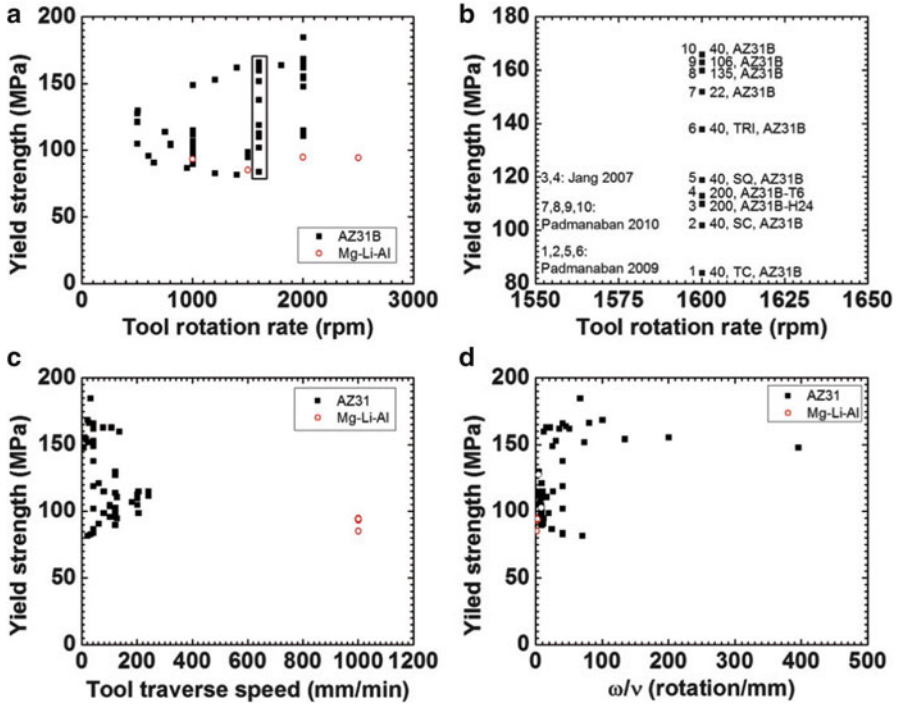 a
Yield strength (MPa)
200
150
100
50
0
AZ31B
Mg-Li-Al
0 1000 2000 3000
Tool rotation rate (rpm)
b
Yield strength (MPa)
180
160
140
120
100
80
10 40, AZ31B
9 106, AZ31B
8 135, AZ31B
7 22, AZ31B
6 40, TRI, AZ31B
5 40, SQ, AZ31B
4 200, AZ31B-T6
3 200, AZ31B-H24
2 40, SC, AZ31B
1 40, TC, AZ31B
3,4: Jang 2007
7,8,9,10:
Padmanaban 2010
1,2,5,6:
Padmanaban 2009
1550 1575 1600 1625 1650
Tool rotation rate (rpm)
c
Yield strength (MPa)
200
150
100
50
0
AZ31
Mg-Li-Al
0 200 400 600 800 1000 1200
Tool traverse speed (mm/min)
d
Yiled strength (MPa)
200
150
100
50
0
AZ31
Mg-Li-Al
0 100 200 300 400 500
ω/ν (rotation/mm)